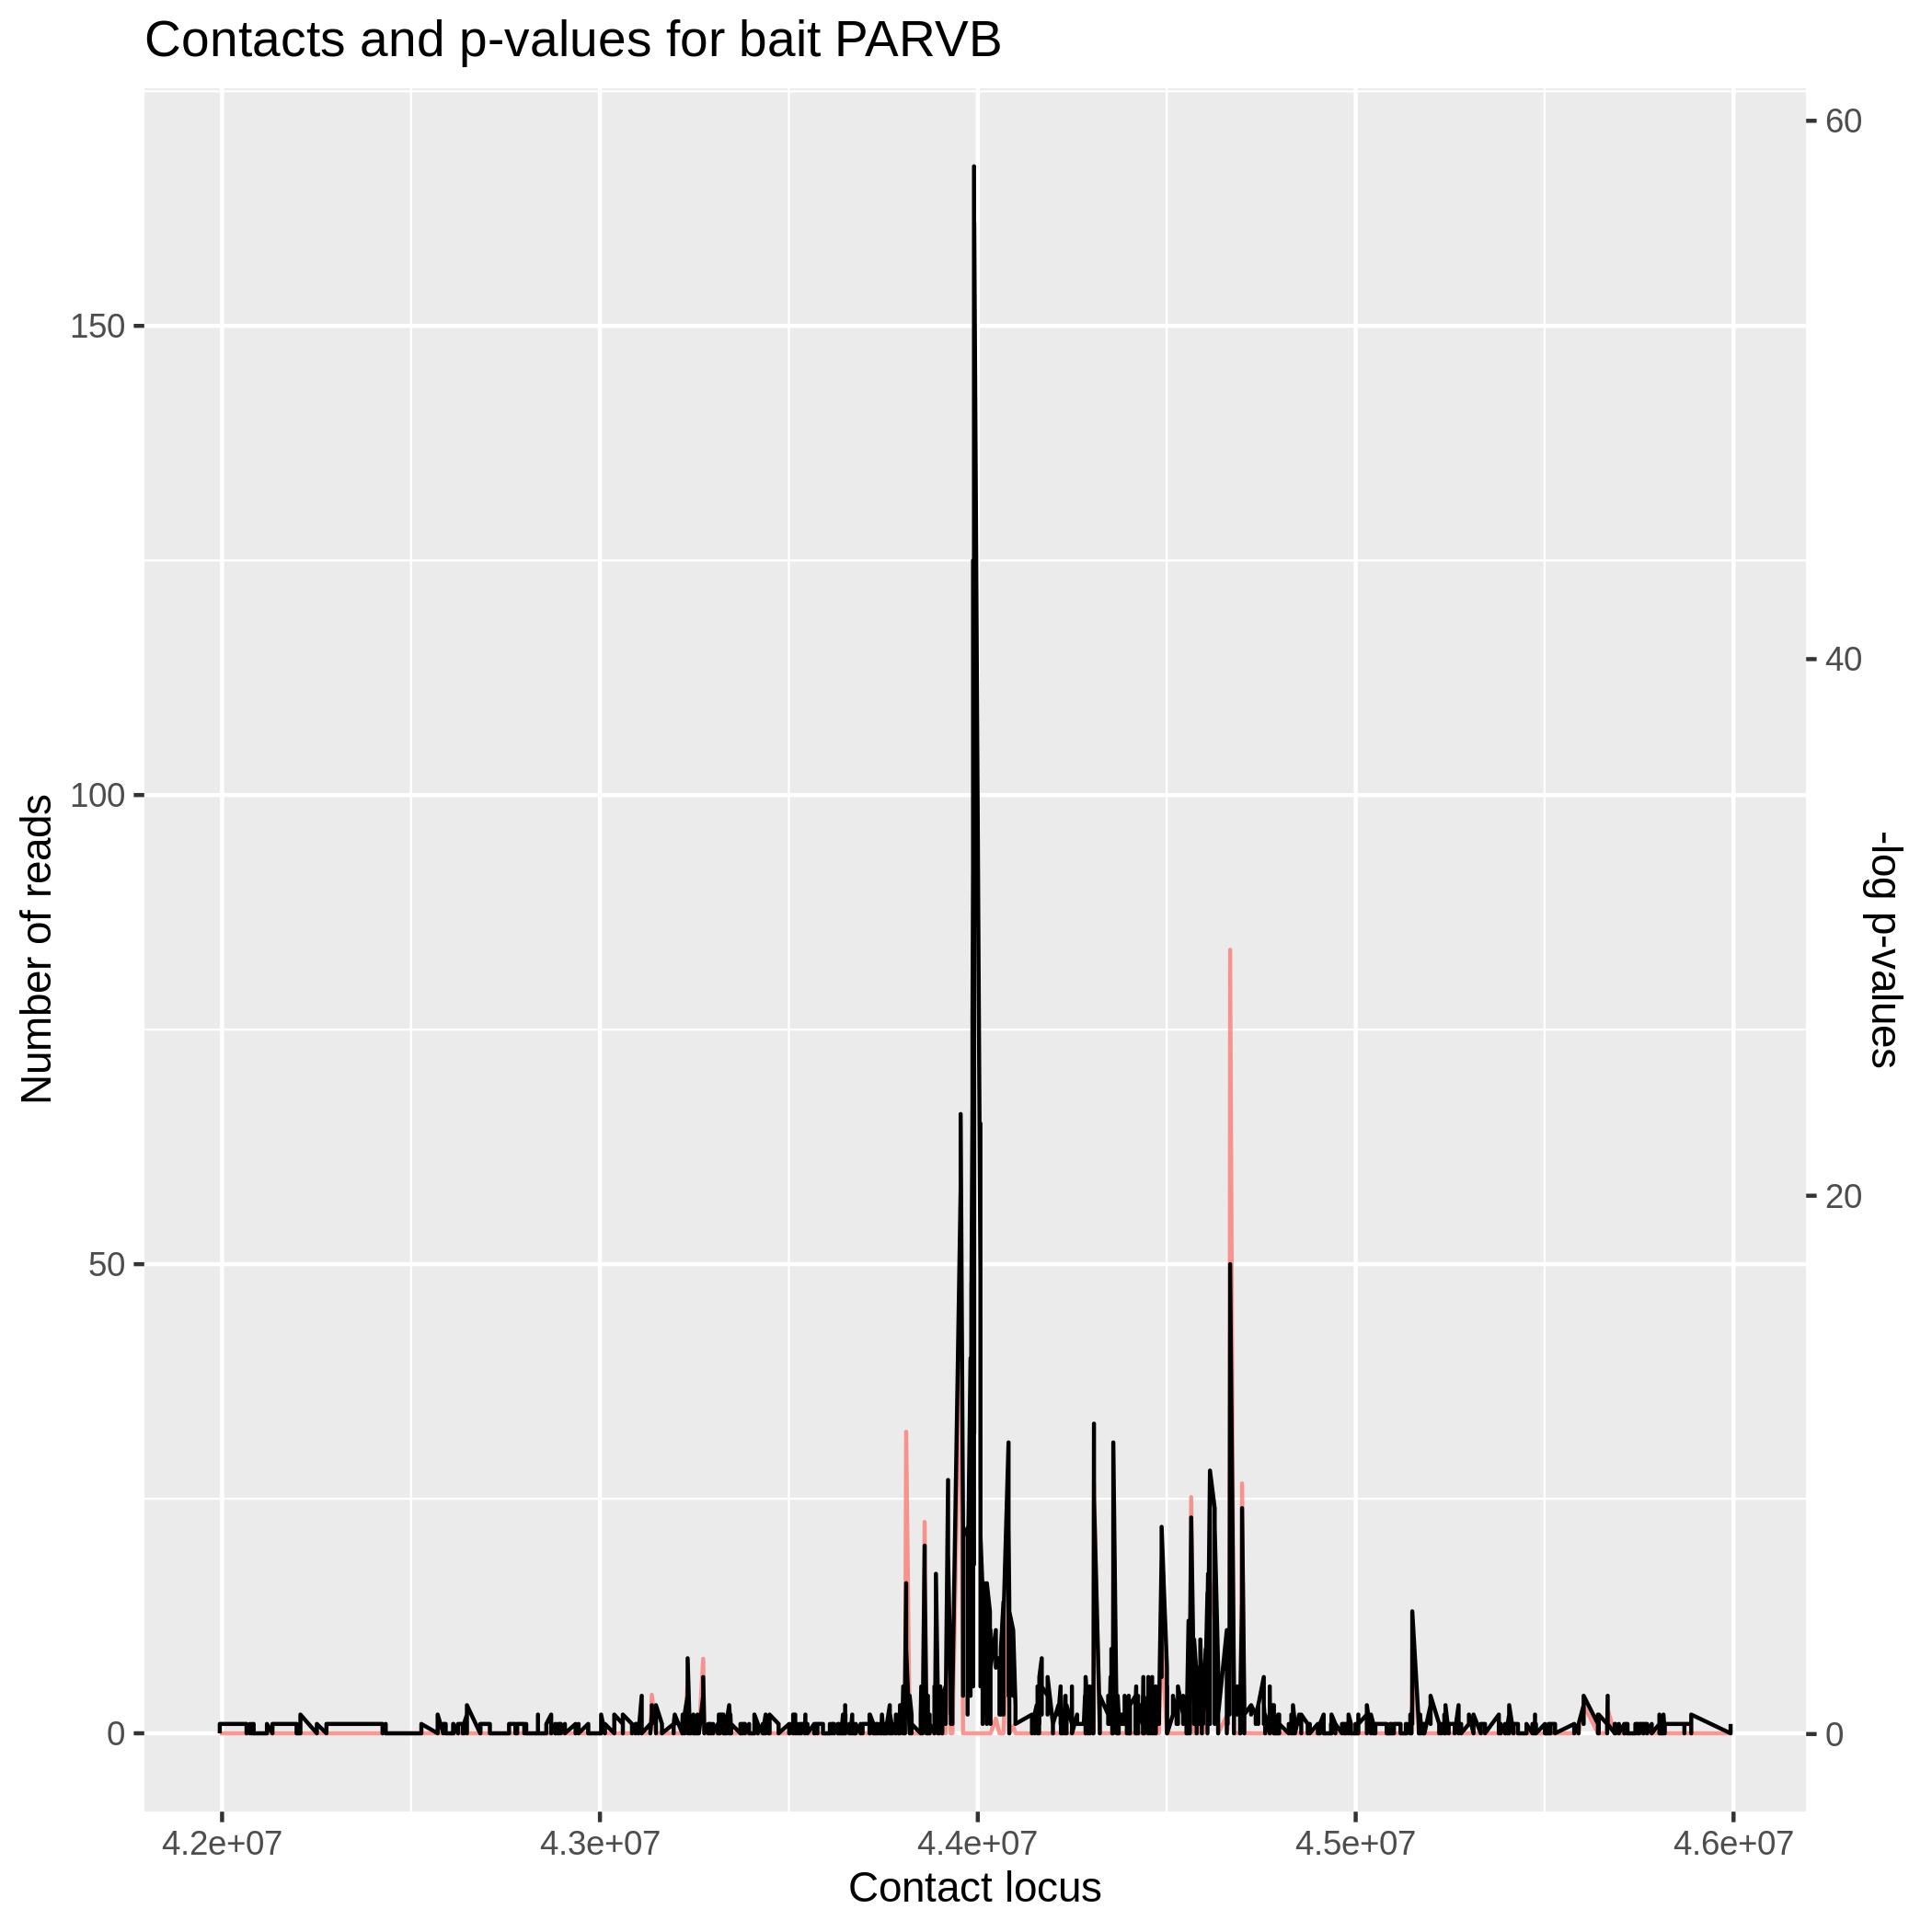 Contacts and p-values for bait PARVB
60
150
40
100
Number of reads
-log p-values
20
50
0
0
4.2e+07
4.3e+07
4.4e+07
4.5e+07
4.6e+07
Contact locus